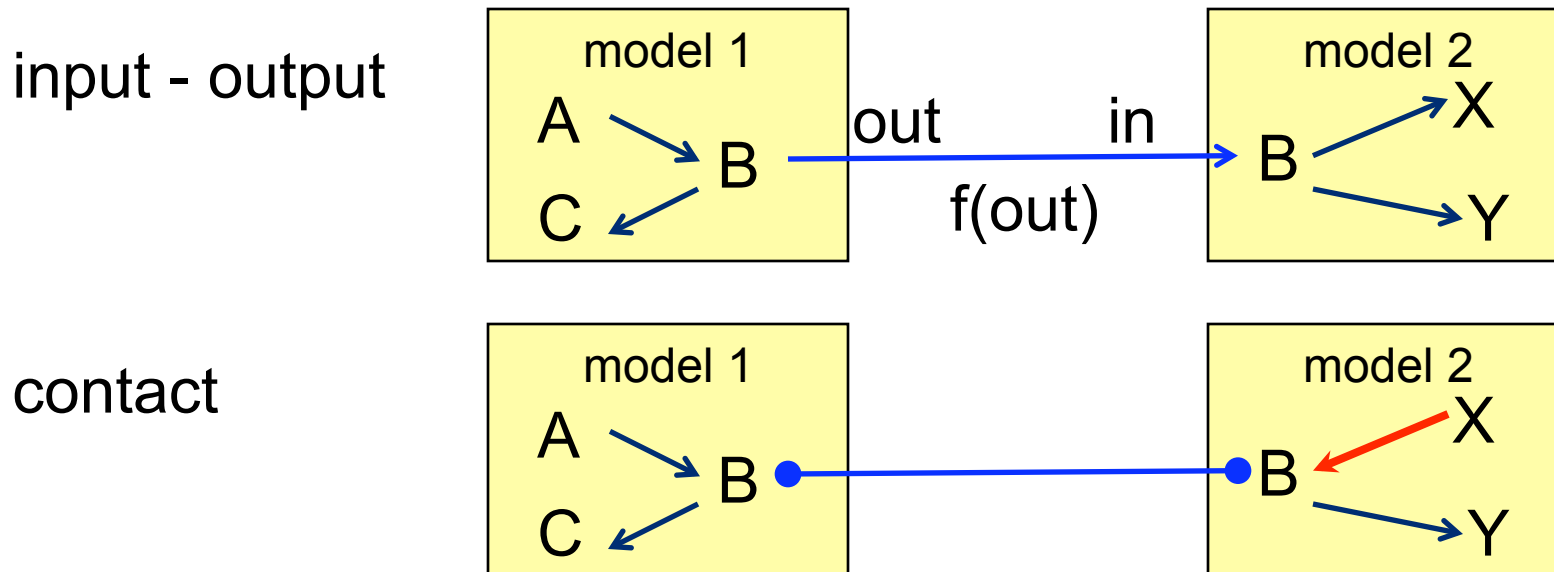 input - output
model 1
A
B
C
out
in
f(out)
model 2
B
X
Y
contact
model 1
A
B
C
model 2
X
B
Y